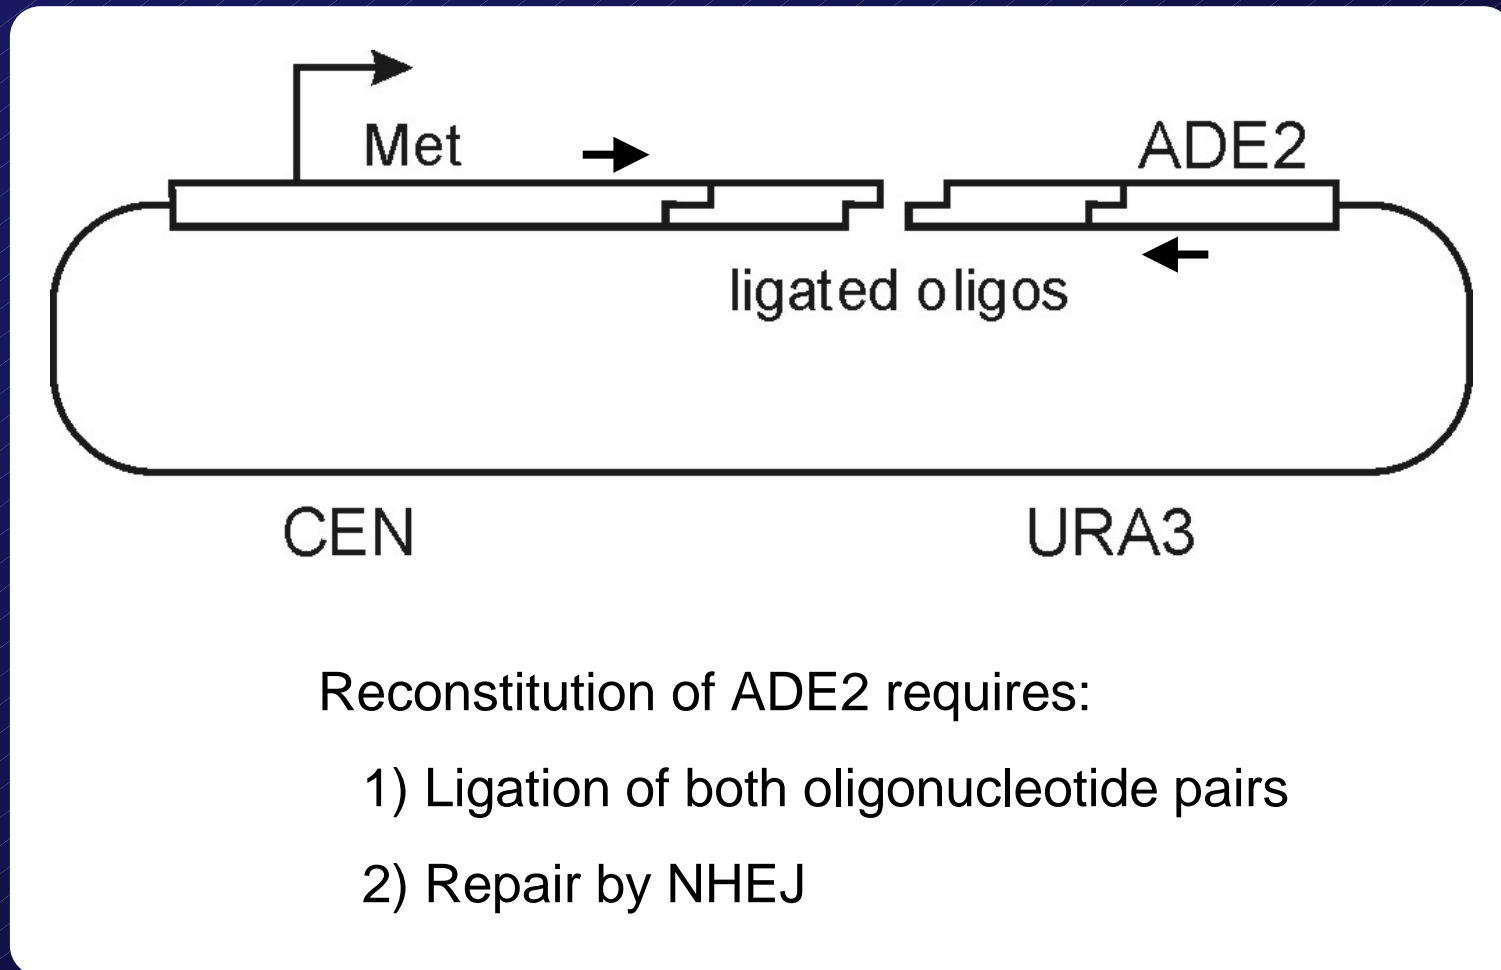 Met
ADE2
ligated oligos
CEN
URA3
Reconstitution of ADE2 requires:
1) Ligation of both oligonucleotide pairs
2) Repair by NHEJ